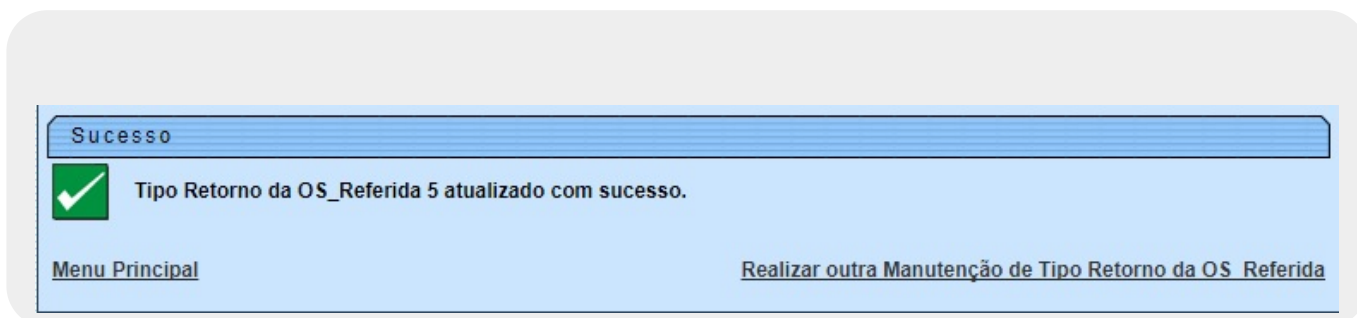 Sucesso
Tipo Retorno da OS_Referida 5 atualizado com sucesso.
Menu Principal
Realizar outra Manutenção de Tipo Retorno da OS_Referida